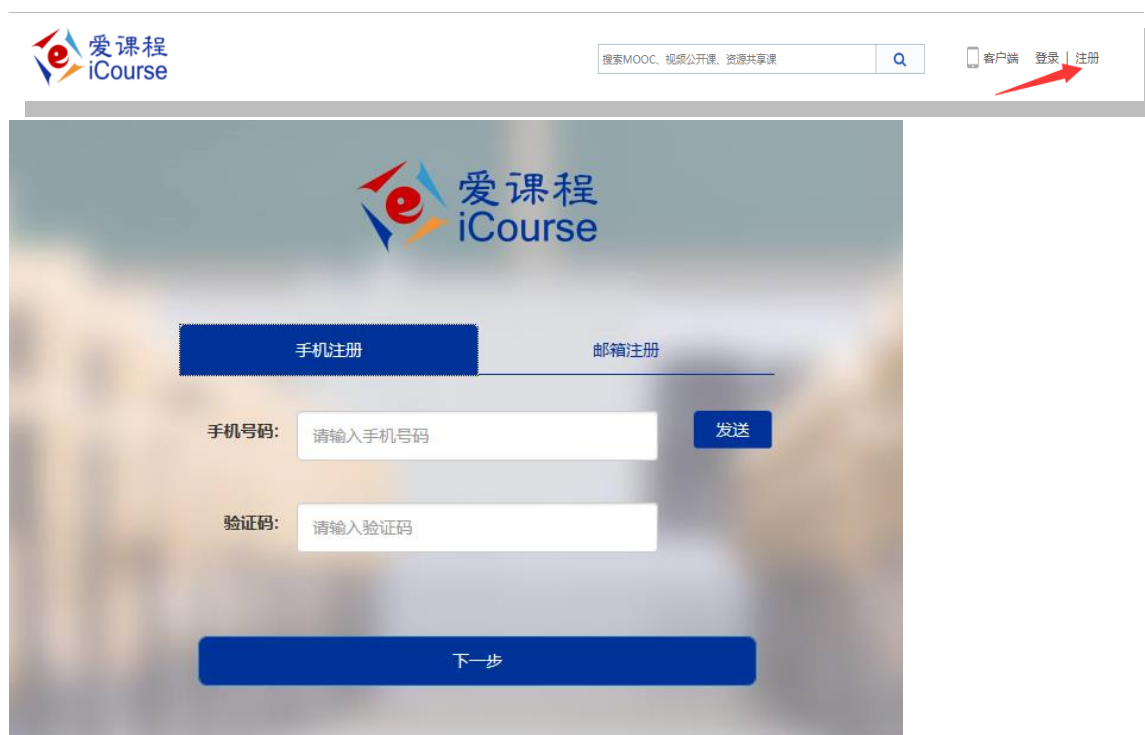 爱课程
iCourse
搜索MOOC、视频公开课、资源共享课
客户端 登录 | 注册
爱课程
iCourse
手机注册 邮箱注册
手机号码: 请输入手机号码 发送
验证码: 请输入验证码
下一步